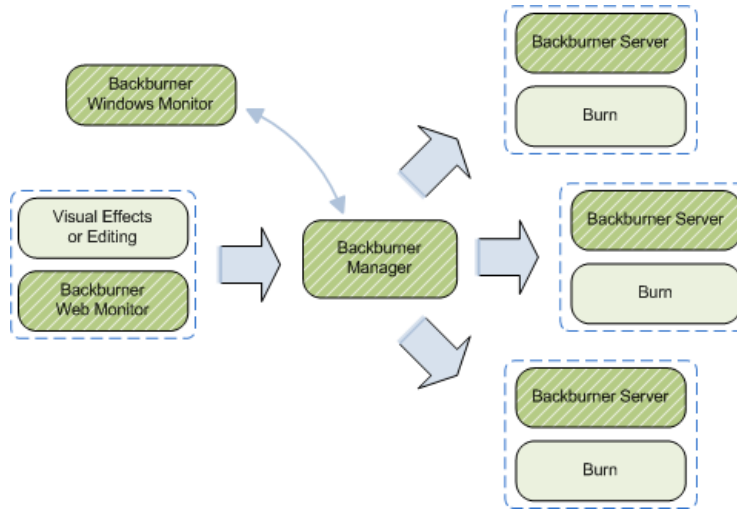 Backburner Server
Burn
Backburner
Windows Monitor
Visual Effects
or Editing
Backburner
Web Monitor
Backburner
Manager
Backburner Server
Burn
Backburner Server
Burn